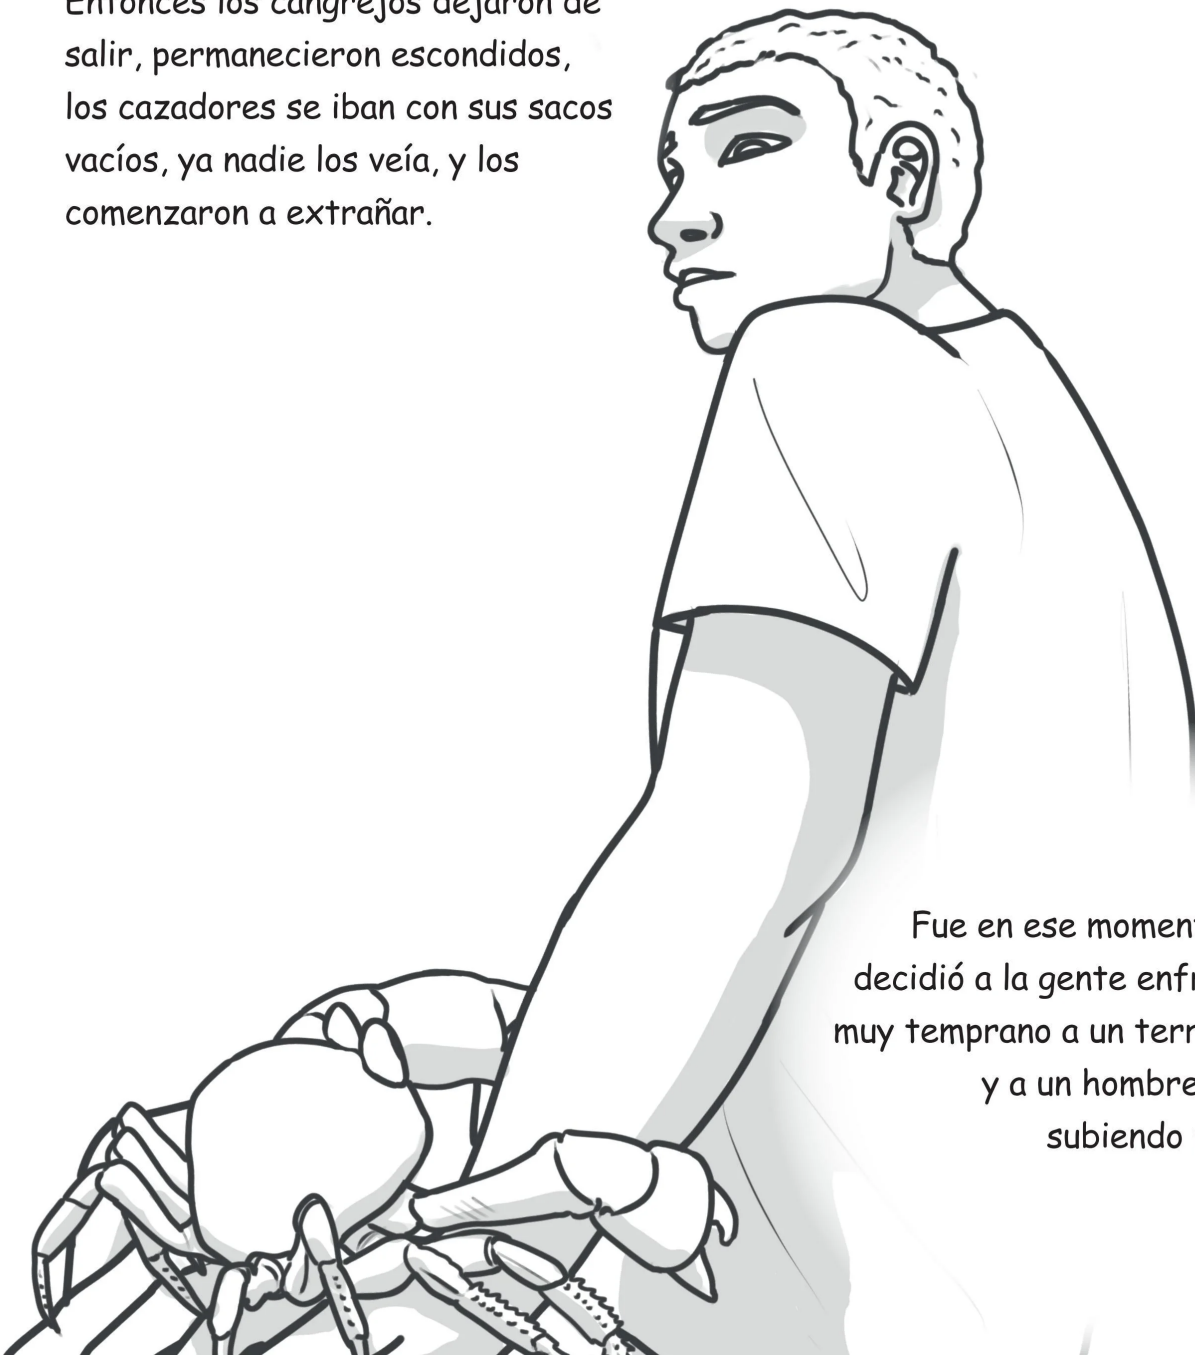 Entonces los cangrejos dejaron de
salir, permanecieron escondidos,
los cazadores se iban con sus sacos
vacíos, ya nadie los veía, y los
comenzaron a extrañar.
Fue en ese
decidió a la gente
muy temprano a un
y a un hombre
subiendo